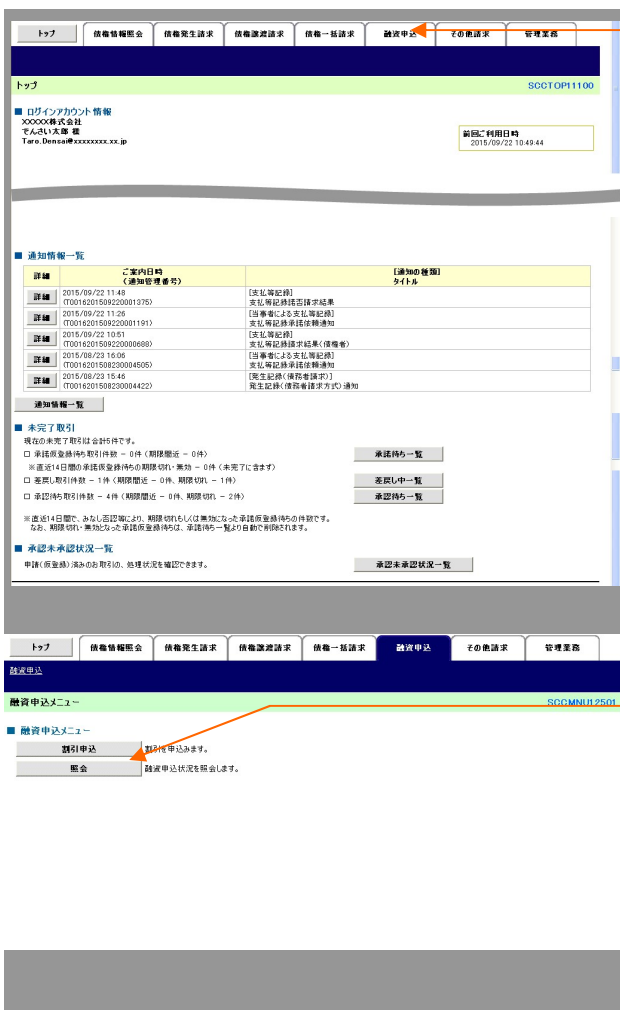 トップ 債権情報照会 債権発生請求 債権譲渡請求 債権一括請求 融資申込 その他請求 管理業務
トップ SCCTOP11100
■ ログインアカウント情報
XXXXX株式会社
でんさい太郎 様
Taro.Densai@xxxxxxxx.xx.jp
前回ご利用日時
2015/09/22 10:49:44
■ 通知情報一覧
詳細 ご案内日時 [通知の種類]
(通知管理番号) タイトル
詳細 2015/09/22 11:48 [支払等記録]
(T001620150922 0001375) 支払等記録諾否請求結果
詳細 2015/09/22 11:26 [当事者による支払等記録]
(T0016201509220001191) 支払等記録承諾依頼通知
詳細 2015/09/22 10:51 [支払等記録]
(T0016201509220000688) 支払等記録請求結果(債権者)
詳細 2015/08/23 16:06 [当事者による支払等記録]
(T0016201508230004505) 支払等記録承諾依頼通知
詳細 2015/08/23 15:46 [発生記録(債務者請求)]
(T0016201508230004422) 発生記録(債務者請求方式)通知
通知情報一覧
■ 未完了取引
現在の未完了取引は合計5件です。
□ 承諾仮登録待ち取引件数 － 0件 (期限間近 － 0件) 承諾待ち一覧
※直近14日間の承諾仮登録待ちの期限切れ・無効 － 0件 (未完了に含まず)
□ 差戻し取引件数 － 1件 (期限間近 － 0件、期限切れ － 1件) 差戻し中一覧
□ 承認待ち取引件数 － 4件 (期限間近 － 0件、期限切れ － 2件) 承認待ち一覧
※直近14日間で、みなし否認等により、期限切れもしくは無効になった承諾仮登録待ちの件数です。
なお、期限切れ・無効となった承諾仮登録待ちは、承諾待ち一覧より自動で削除されます。
■ 承認未承認状況一覧
申請(仮登録)済みのお取引の、処理状況を確認できます。 承認未承認状況一覧
トップ 債権情報照会 債権発生請求 債権譲渡請求 債権一括請求 融資申込 その他請求 管理業務
融資申込
融資申込メニュー SCCMNU12501
■ 融資申込メニュー
割引申込 割引を申込みます。
照会 融資申込状況を照会します。